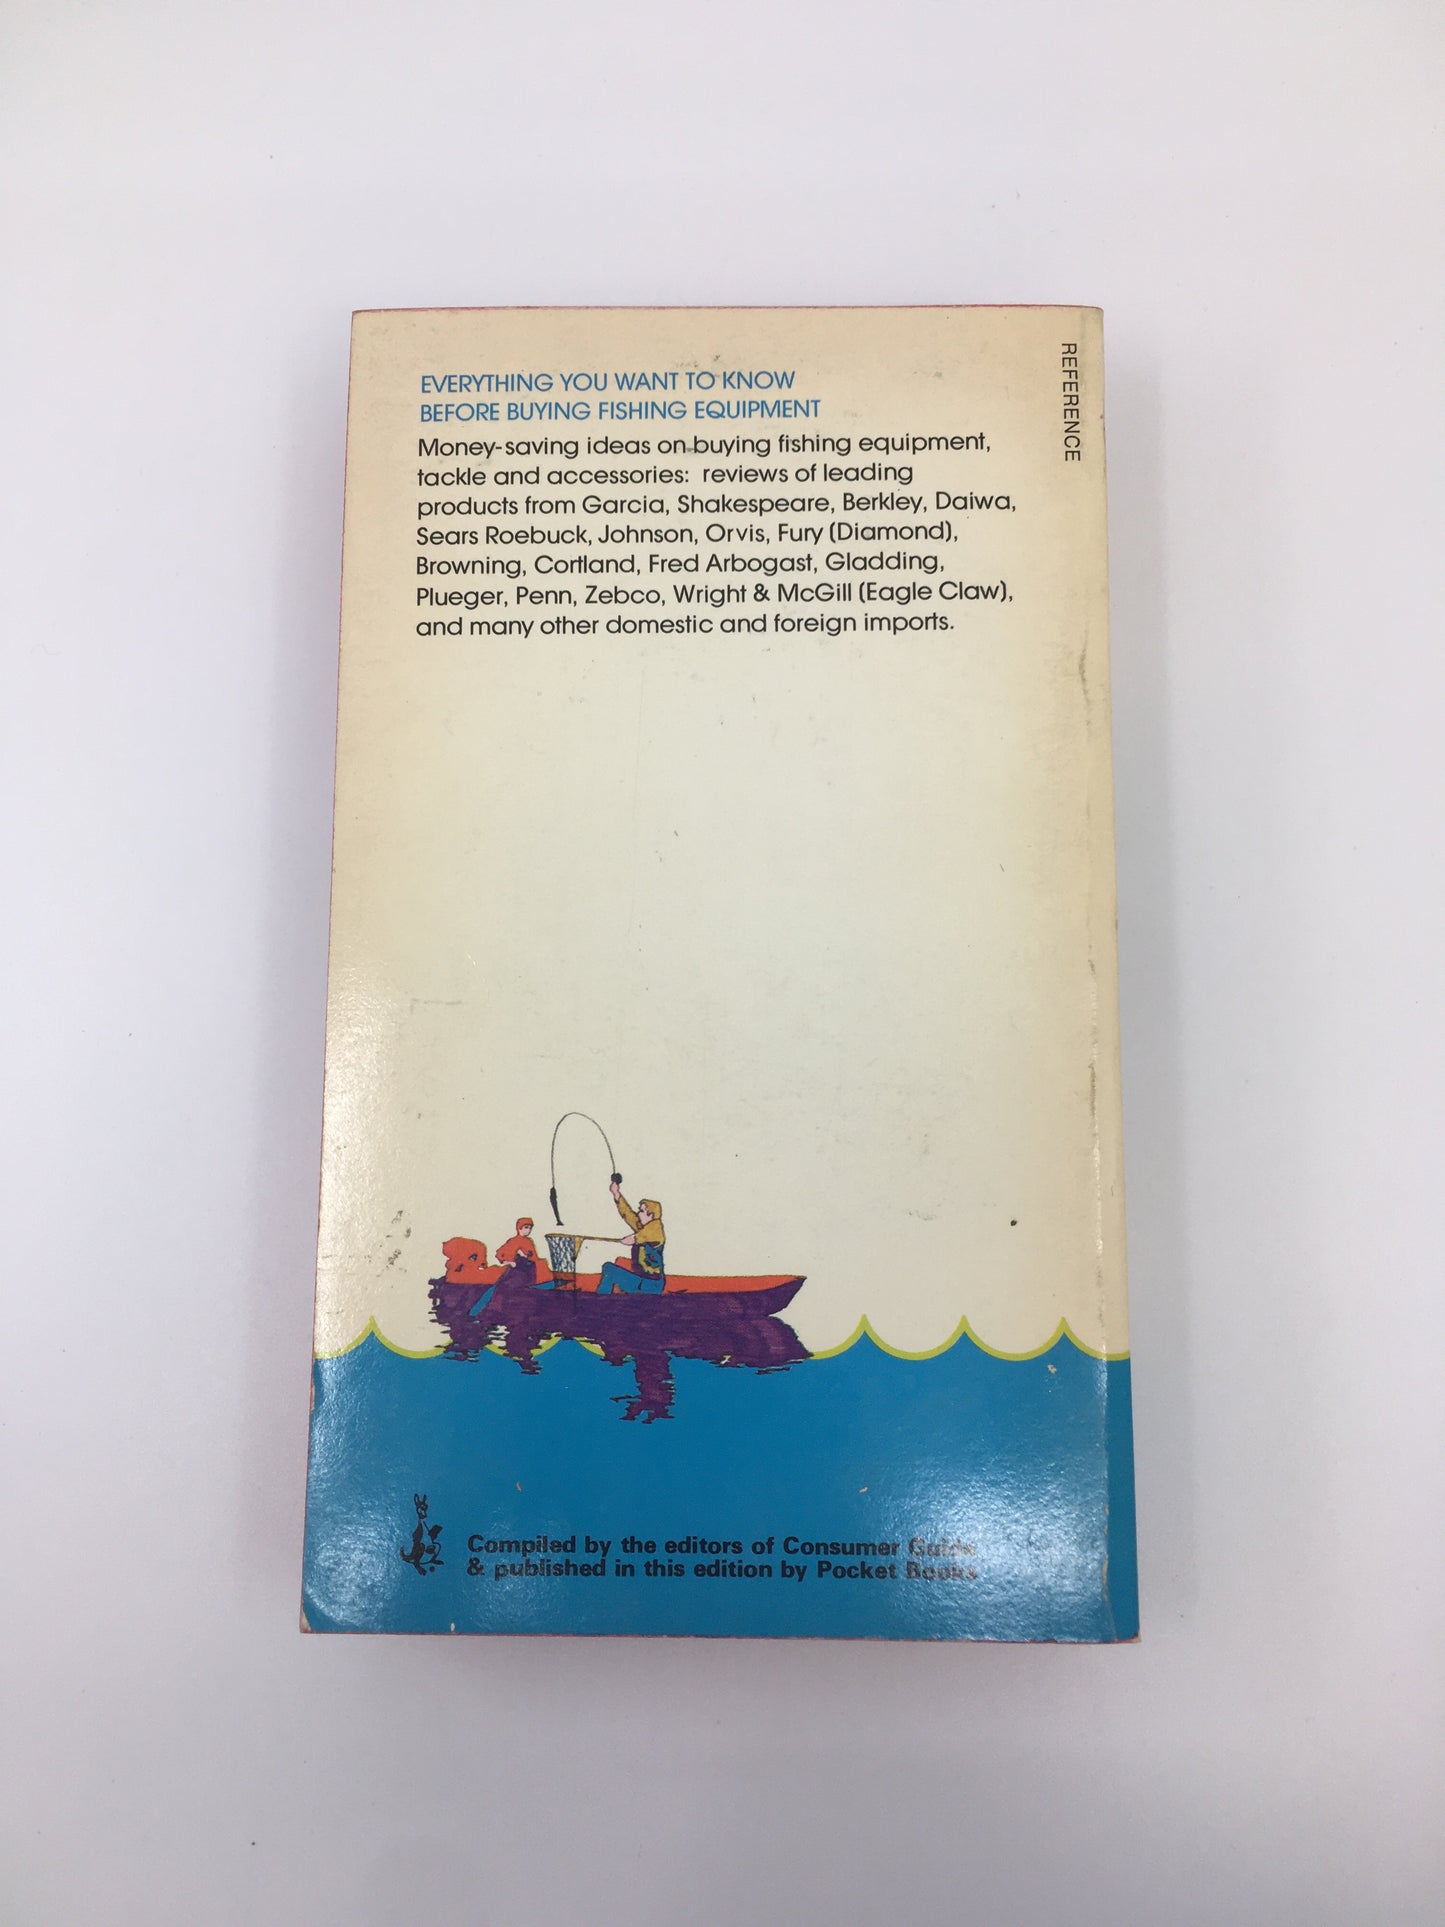 EVERYTHING YOU WANT TO KNOW
BEFORE BUYING FISHING EQUIPMENT
Money-saving ideas on buying fishing equipment,
tackle and accessories: reviews of leading
products from Garcia, Shakespeare, Berkley, Daiwa,
Sears Roebuck, Johnson, Orvis, Fury (Diamond),
Browning, Cortland, Fred Arbogast, Gladding,
Plueger, Penn, Zebco, Wright & McGill (Eagle Claw),
and many other domestic and foreign imports.
REFERENCE
Compiled by the editors of Consumer Guide
& published in this edition by Pocket Books